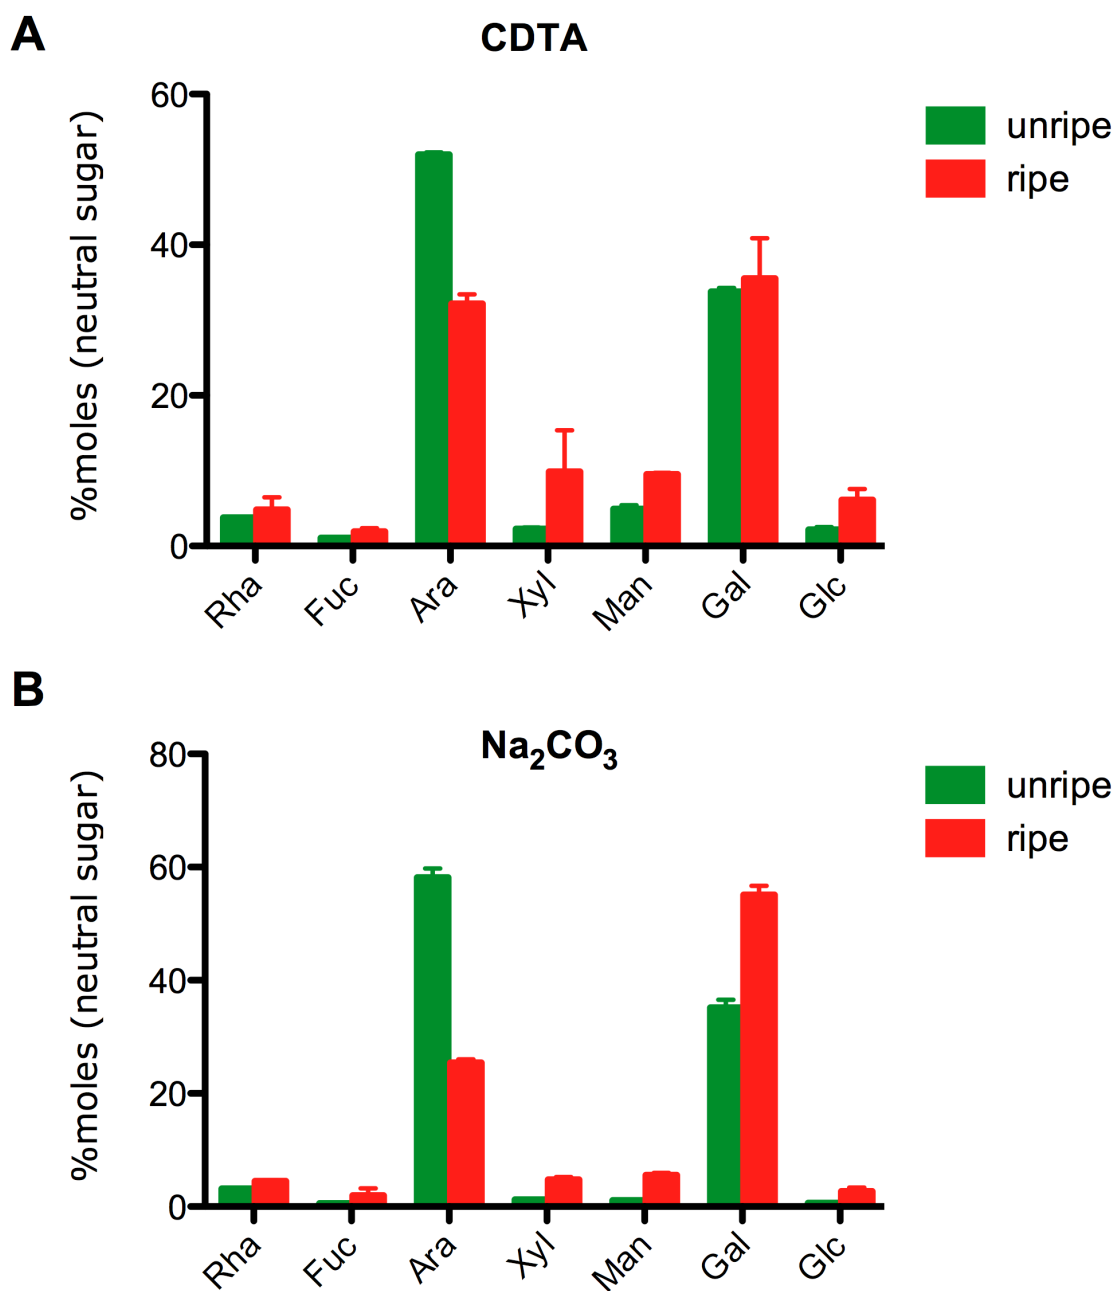 A
CDTA
%moles (neutral sugar)
60
40
20
0
Rha
Fuc
Ara
Xyl
Man
Gal
Glc
unripe
ripe
B
Na₂CO₃
%moles (neutral sugar)
80
60
40
20
0
Rha
Fuc
Ara
Xyl
Man
Gal
Glc
unripe
ripe